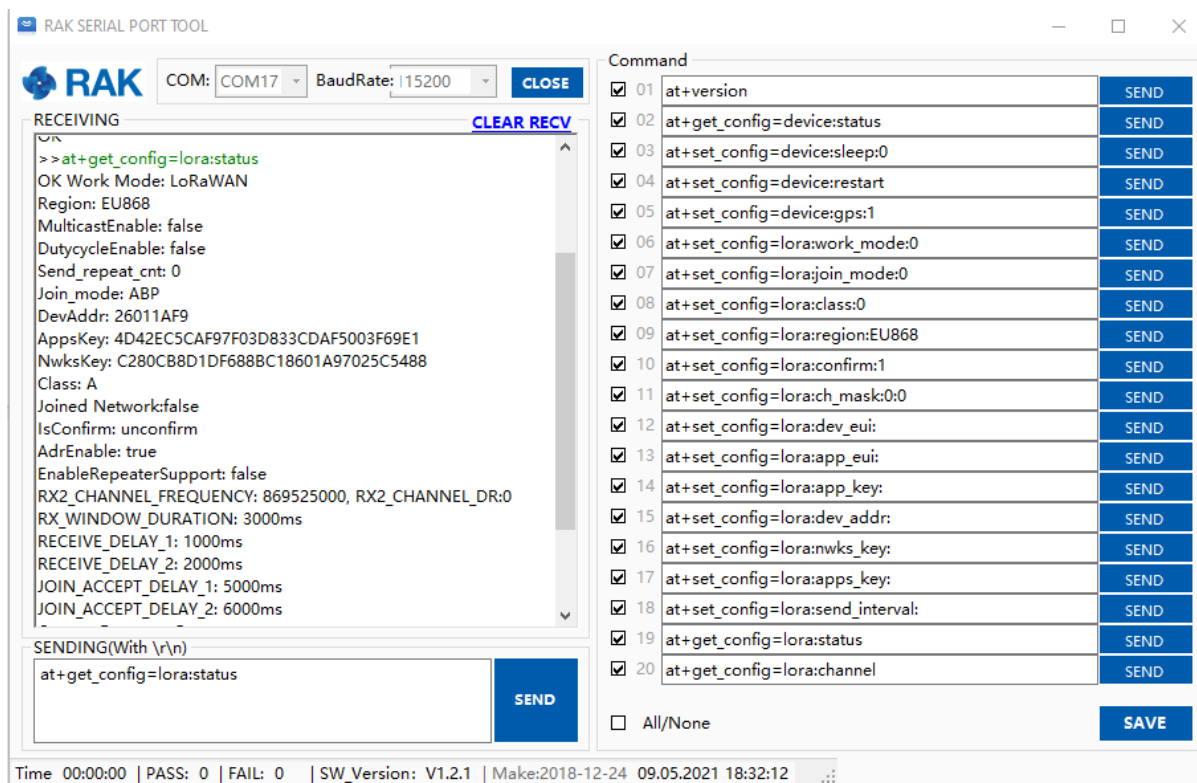 RAK SERIAL PORT TOOL
RAK
COM: COM17 BaudRate: 115200 CLOSE
RECEIVING
CLEAR RECV
OK
>>at+get_config=lora:status
OK Work Mode: LoRaWAN
Region: EU868
MulticastEnable: false
DutycycleEnable: false
Send_repeat_cnt: 0
Join_mode: ABP
DevAddr: 26011AF9
AppsKey: 4D42EC5CAF97F03D833CDAF5003F69E1
NwksKey: C280CB8D1DF688BC18601A97025C5488
Class: A
Joined Network:false
IsConfirm: unconfirm
AdrEnable: true
EnableRepeaterSupport: false
RX2_CHANNEL_FREQUENCY: 869525000, RX2_CHANNEL_DR:0
RX_WINDOW_DURATION: 3000ms
RECEIVE_DELAY_1: 1000ms
RECEIVE_DELAY_2: 2000ms
JOIN_ACCEPT_DELAY_1: 5000ms
JOIN_ACCEPT_DELAY_2: 6000ms
SENDING(With \r\n)
at+get_config=lora:status
SEND
Command
01 at+version SEND
02 at+get_config=device:status SEND
03 at+set_config=device:sleep:0 SEND
04 at+set_config=device:restart SEND
05 at+set_config=device:gps:1 SEND
06 at+set_config=lora:work_mode:0 SEND
07 at+set_config=lora:join_mode:0 SEND
08 at+set_config=lora:class:0 SEND
09 at+set_config=lora:region:EU868 SEND
10 at+set_config=lora:confirm:1 SEND
11 at+set_config=lora:ch_mask:0:0 SEND
12 at+set_config=lora:dev_eui: SEND
13 at+set_config=lora:app_eui: SEND
14 at+set_config=lora:app_key: SEND
15 at+set_config=lora:dev_addr: SEND
16 at+set_config=lora:nwks_key: SEND
17 at+set_config=lora:apps_key: SEND
18 at+set_config=lora:send_interval: SEND
19 at+get_config=lora:status SEND
20 at+get_config=lora:channel SEND
All/None
SAVE
Time 00:00:00 | PASS: 0 | FAIL: 0 | SW_Version: V1.2.1 | Make:2018-12-24 09.05.2021 18:32:12